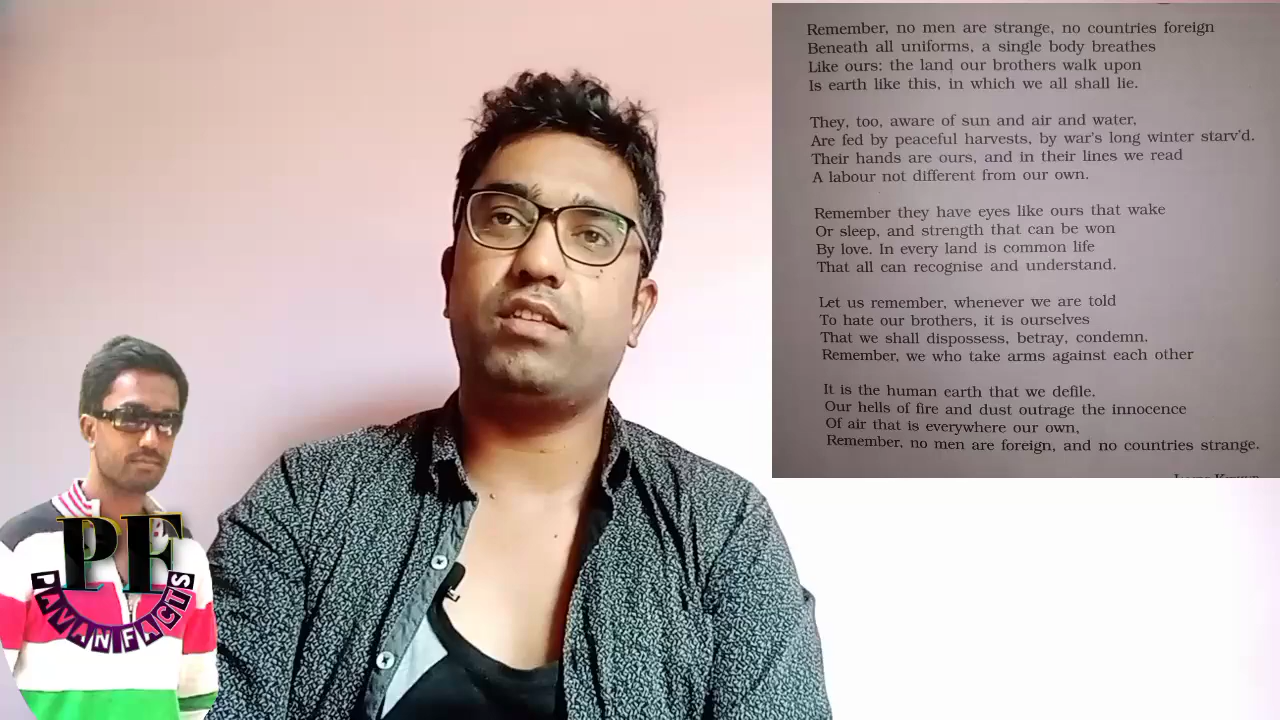 Remember, no men are strange, no countries foreign
Beneath all uniforms, a single body breathes
Like ours: the land our brothers walk upon
Is earth like this, in which we all shall lie.
They, too, aware of sun and air and water,
Are fed by peaceful harvests, by war's long winter starv'd.
Their hands are ours, and in their lines we read
A labour not different from our own.
Remember they have eyes like ours that wake
Or sleep, and strength that can be won
By love. In every land is common life
That all can recognise and understand.
Let us remember, whenever we are told
To hate our brothers, it is ourselves
That we shall dispossess, betray, condemn.
Remember, we who take arms against each other
It is the human earth that we defile.
Our hells of fire and dust outrage the innocence
Of air that is everywhere our own,
Remember, no men are foreign, and no countries strange.
PF
PAVAN FACTS